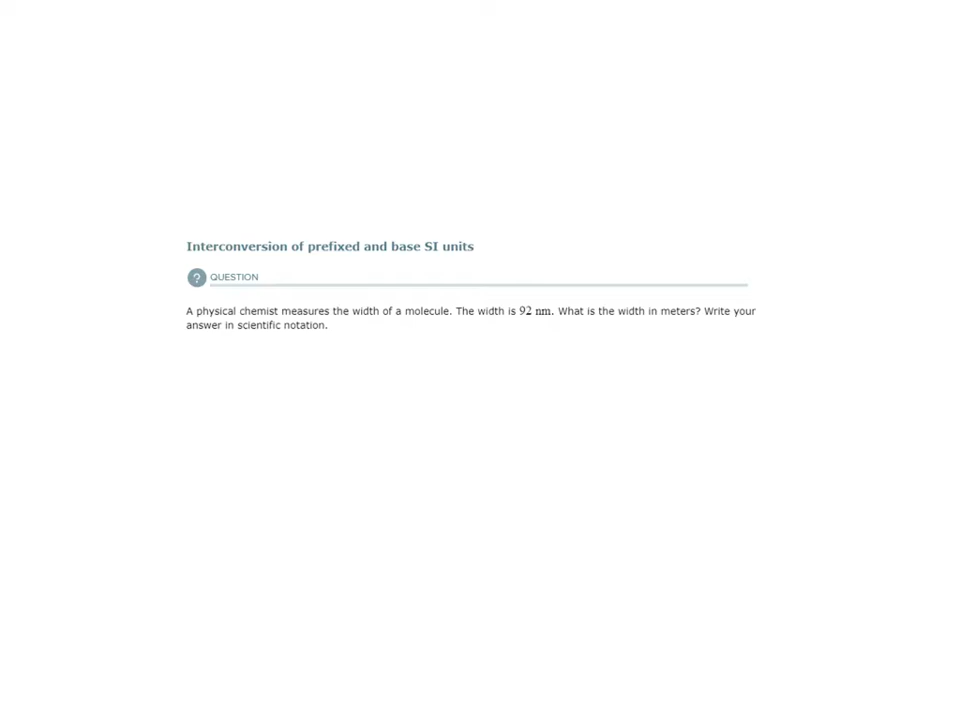 Interconversion of prefixed and base SI units
? QUESTION
A physical chemist measures the width of a molecule. The width is 92 nm. What is the width in meters? Write your
answer in scientific notation.